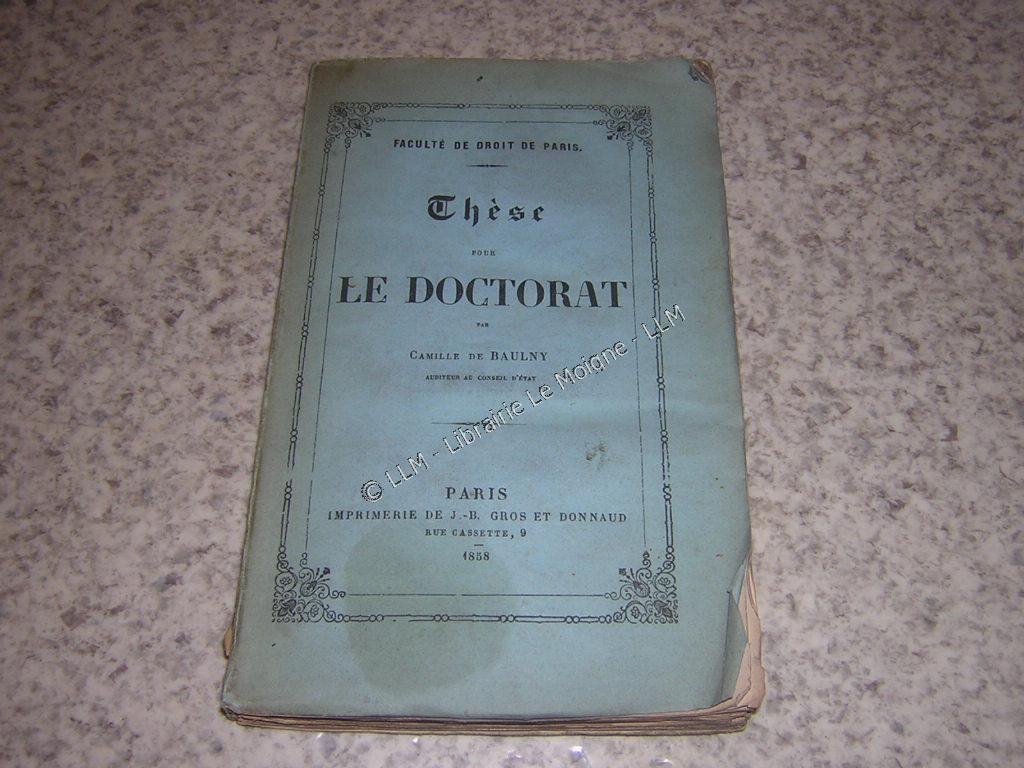 FACULTÉ DE DROIT DE PARIS.
Thèse
POUR
LE DOCTORAT
PAR
CAMILLE DE BAULNY
AUDITEUR AU CONSEIL D'ÉTAT
© LLM - Librairie Le Moigne - LLM
PARIS
IMPRIMERIE DE J.-B. GROS ET DONNAUD
RUE CASSETTE, 9
1858